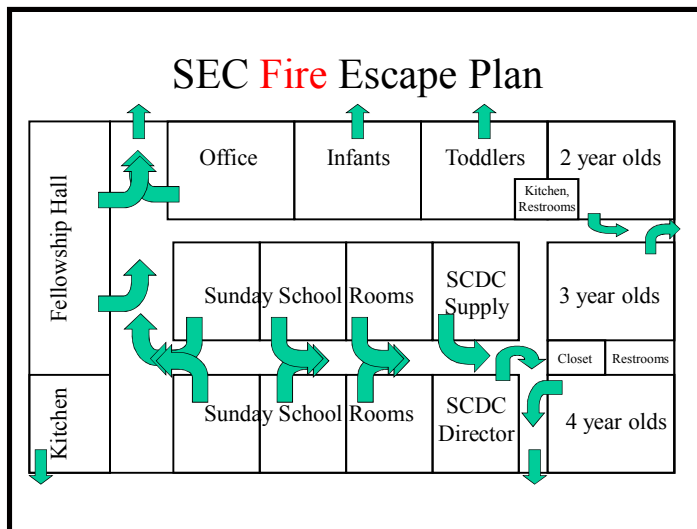 SEC Fire Escape Plan
Office
Infants
Toddlers
2 year olds
Kitchen,
Restrooms
Fellowship Hall
Sunday School Rooms
SCDC
Supply
3 year olds
Closet
Restrooms
Kitchen
Sunday School Rooms
SCDC
Director
4 year olds